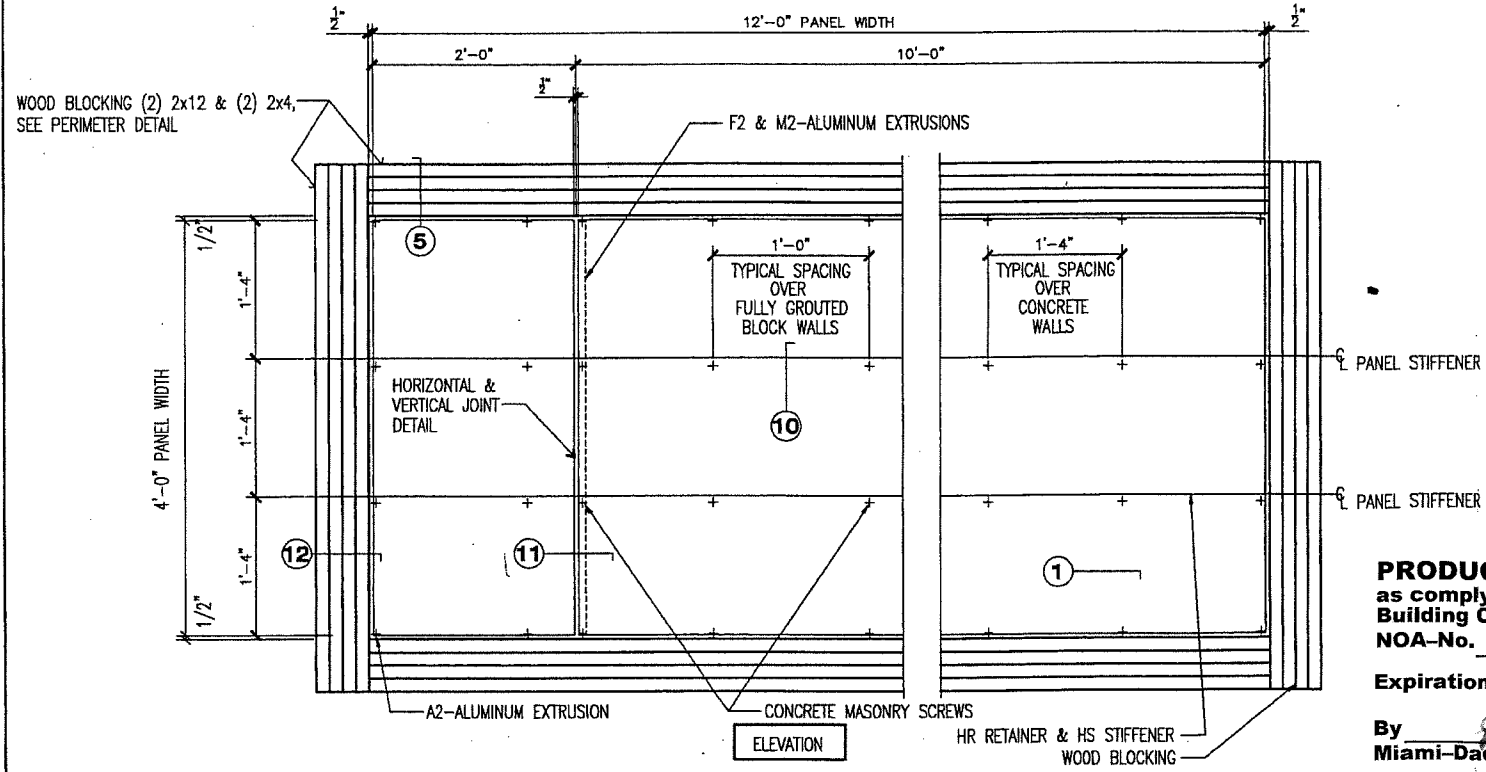 1/2"
12'-0" PANEL WIDTH
1/2"
2'-0"
10'-0"
1/2"
WOOD BLOCKING (2) 2x12 & (2) 2x4,
SEE PERIMETER DETAIL
F2 & M2-ALUMINUM EXTRUSIONS
5
1/2"
1'-4"
1'-0"
TYPICAL SPACING
OVER
FULLY GROUTED
BLOCK WALLS
1'-4"
TYPICAL SPACING
OVER
CONCRETE
WALLS
℄ PANEL STIFFENER
4'-0" PANEL WIDTH
1'-4"
HORIZONTAL &
VERTICAL JOINT
DETAIL
10
℄ PANEL STIFFENER
12
11
1
1'-4"
1/2"
A2-ALUMINUM EXTRUSION
CONCRETE MASONRY SCREWS
ELEVATION
HR RETAINER & HS STIFFENER
WOOD BLOCKING
as comply
Building
NOA-No.
Expiration
By